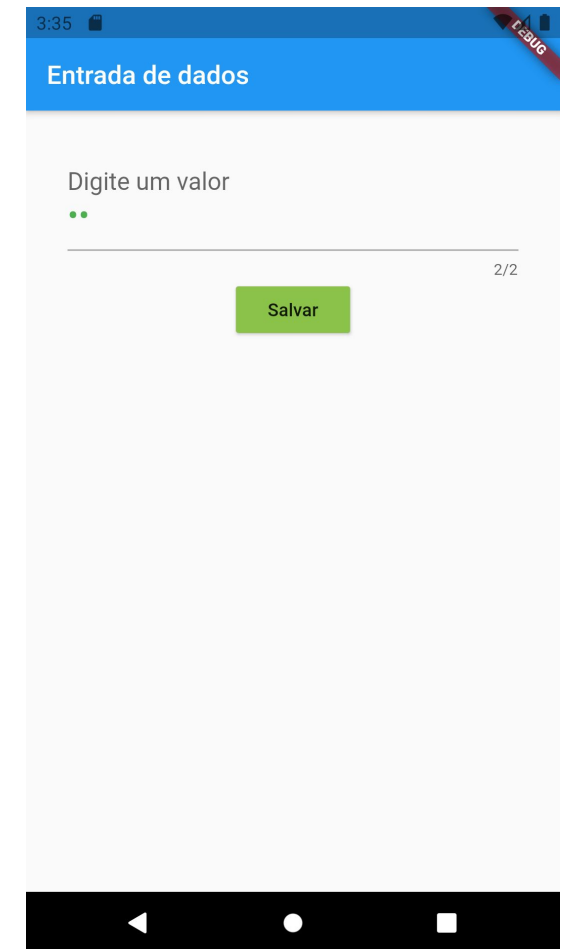 3:35
DEBUG
Entrada de dados
Digite um valor
••
2/2
Salvar